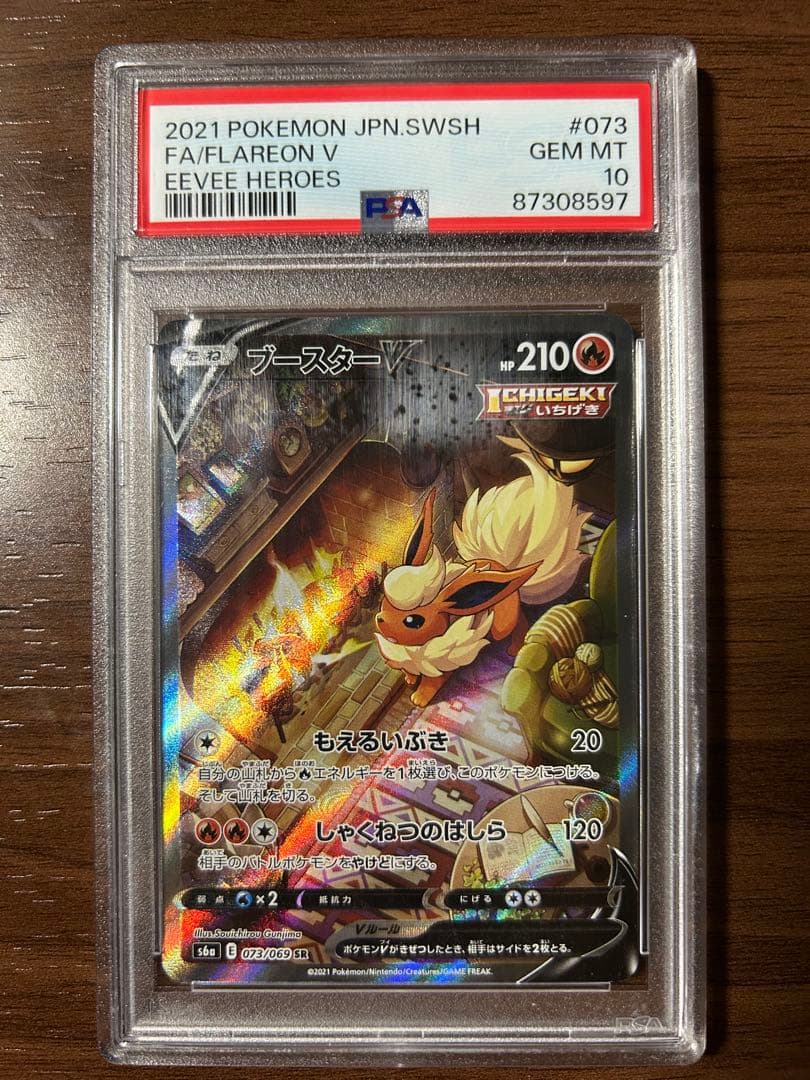 2021 POKEMON JPN.SWSH #073
FA/FLAREON V GEM MT
EEVEE HEROES 10
PSA 87308597
たね ブースターV HP 210
ICHIGEKI
いちげき
もえるいぶき 20
自分の山札から エネルギーを1枚選び、このポケモンにつける。
そして山札を切る。
しゃくねつのはしら 120
相手のバトルポケモンをやけどにする。
弱点 ×2 抵抗力 にげる
Vルール
ポケモンVがきぜつしたとき、相手はサイドを2枚とる。
Illus. Souichirou Gunjima
s6a E 073/069 SR
©2021 Pokémon/Nintendo/Creatures/GAME FREAK.
PSA